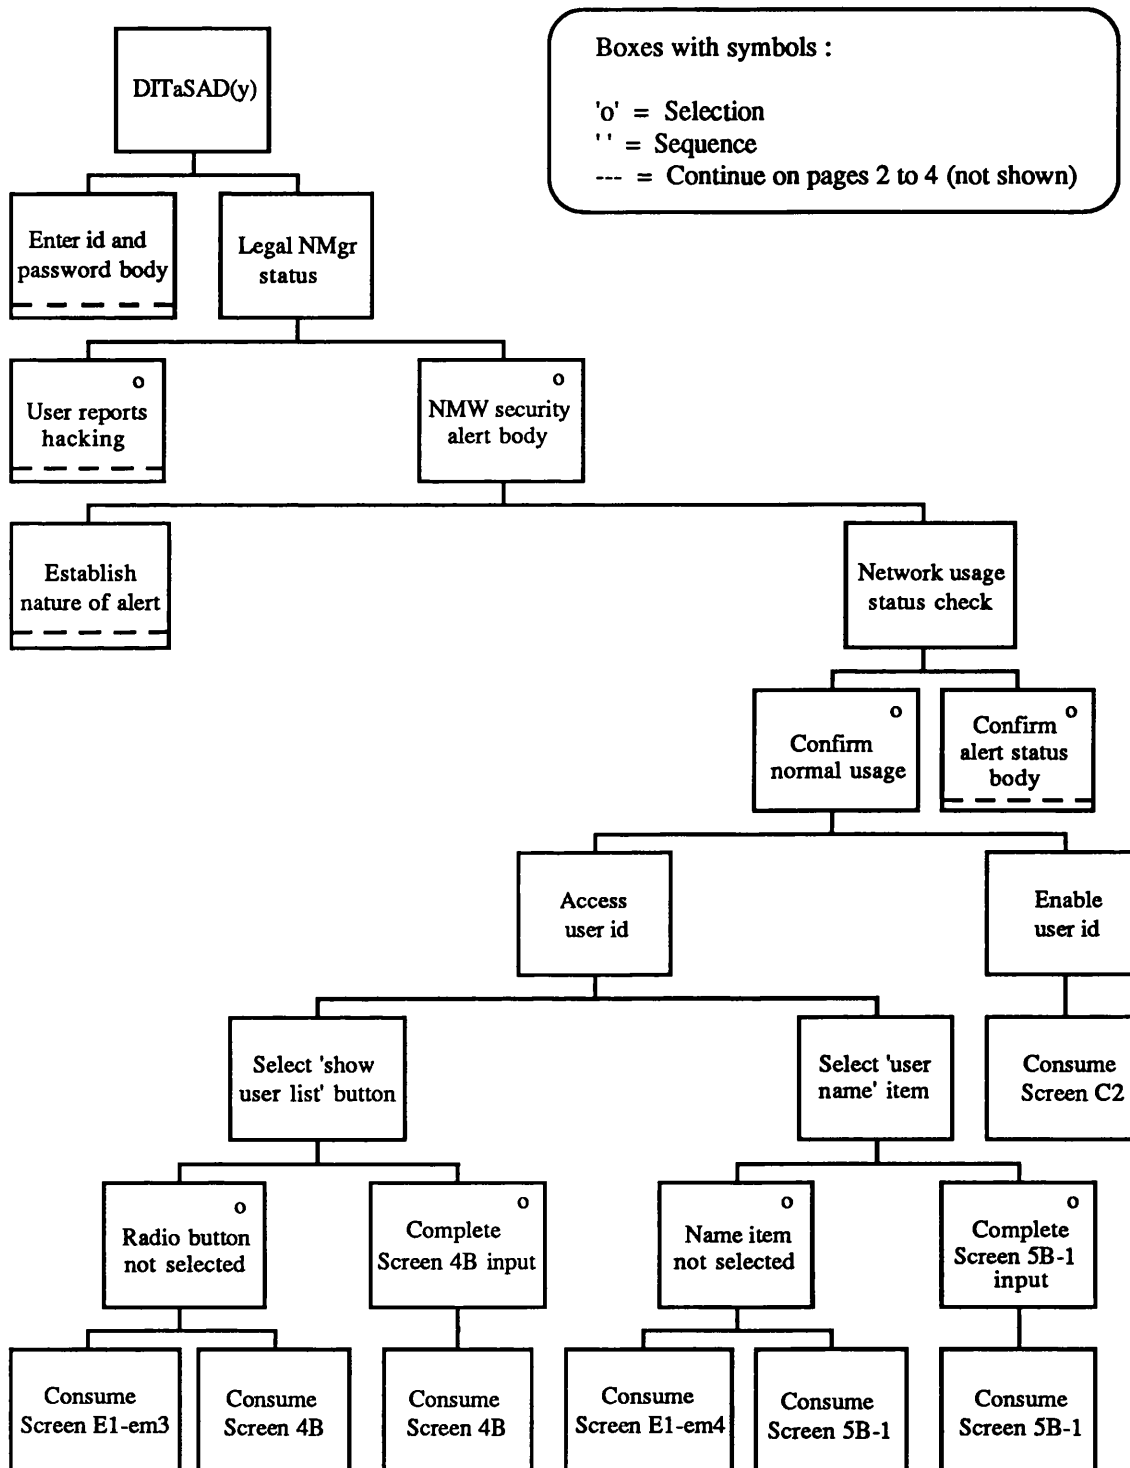 DITaSAD(y)
Boxes with symbols :
'o' = Selection
' ' = Sequence
--- = Continue on pages 2 to 4 (not shown)
Enter id and
password body
Legal NMgr
status
o
User reports
hacking
o
NMW security
alert body
Establish
nature of alert
Network usage
status check
o
Confirm
normal usage
o
Confirm
alert status
body
Access
user id
Enable
user id
Select 'show
user list' button
Select 'user
name' item
Consume
Screen C2
o
Radio button
not selected
o
Complete
Screen 4B input
o
Name item
not selected
o
Complete
Screen 5B-1
input
Consume
Screen E1-em3
Consume
Screen 4B
Consume
Screen 4B
Consume
Screen E1-em4
Consume
Screen 5B-1
Consume
Screen 5B-1